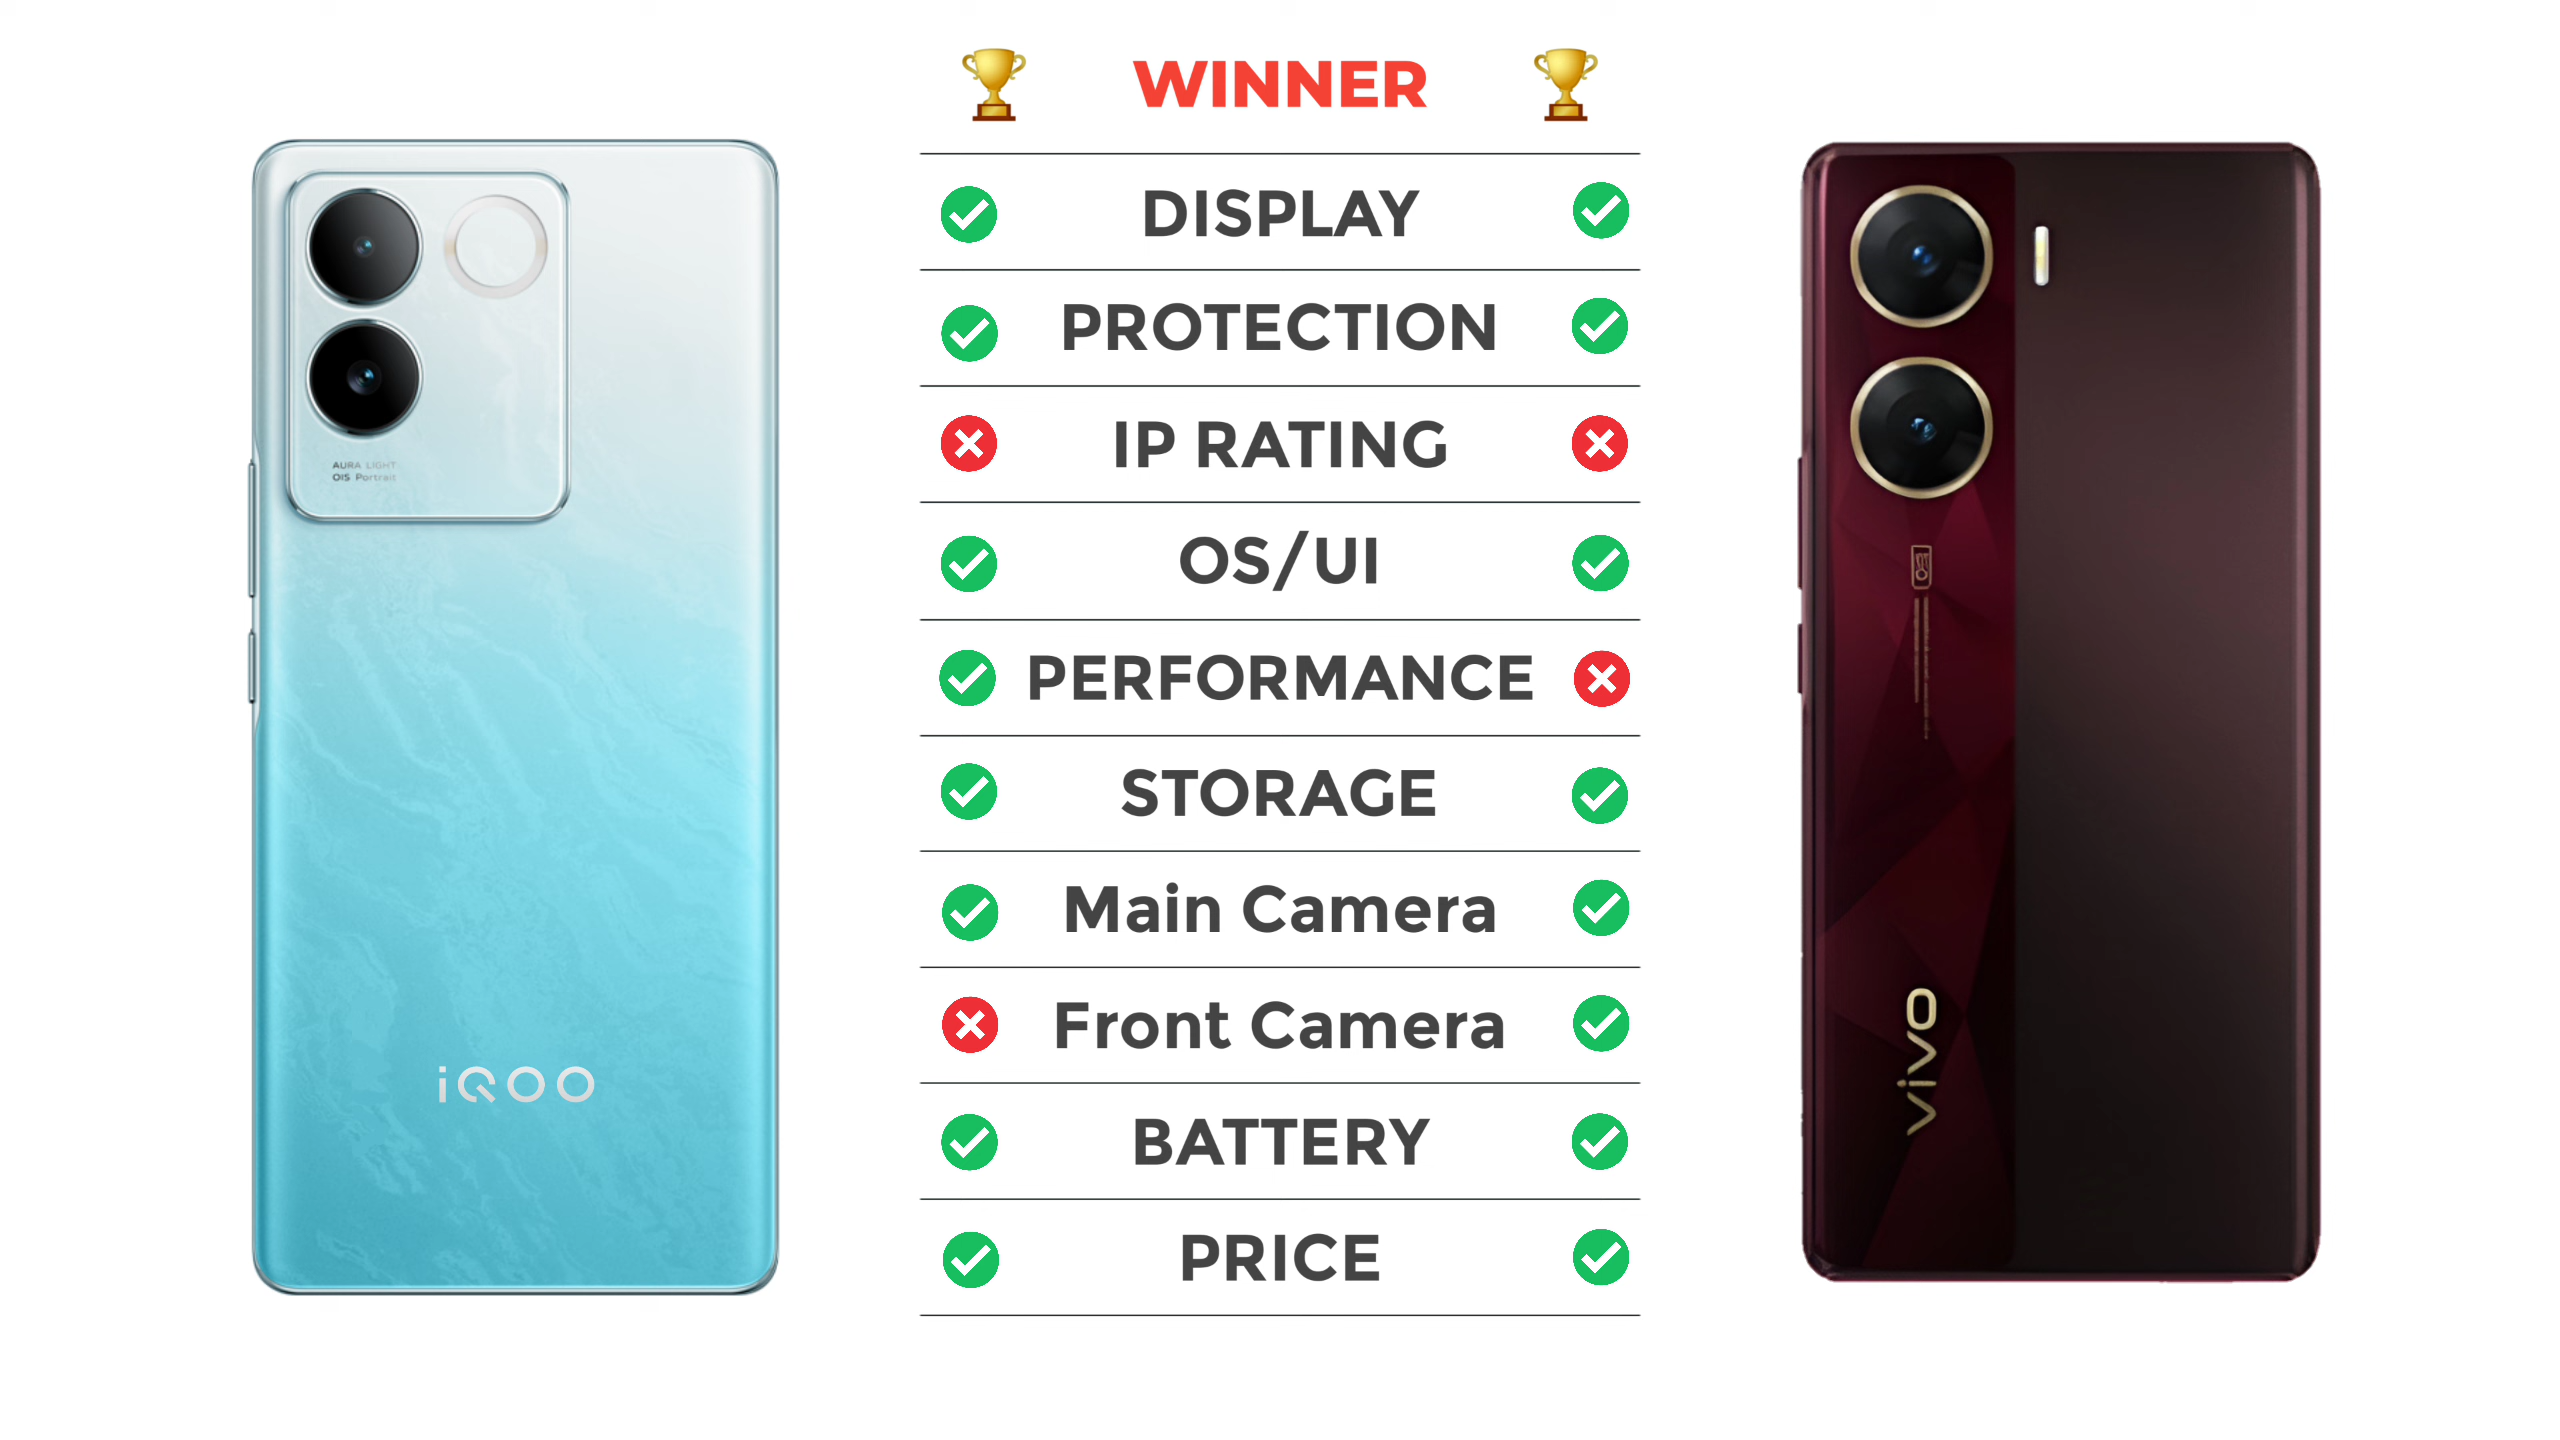 WINNER
DISPLAY
PROTECTION
IP RATING
OS/UI
PERFORMANCE
STORAGE
Main Camera
Front Camera
BATTERY
PRICE
AURA LIGHT
OIS Portrait
iQOO
vivo